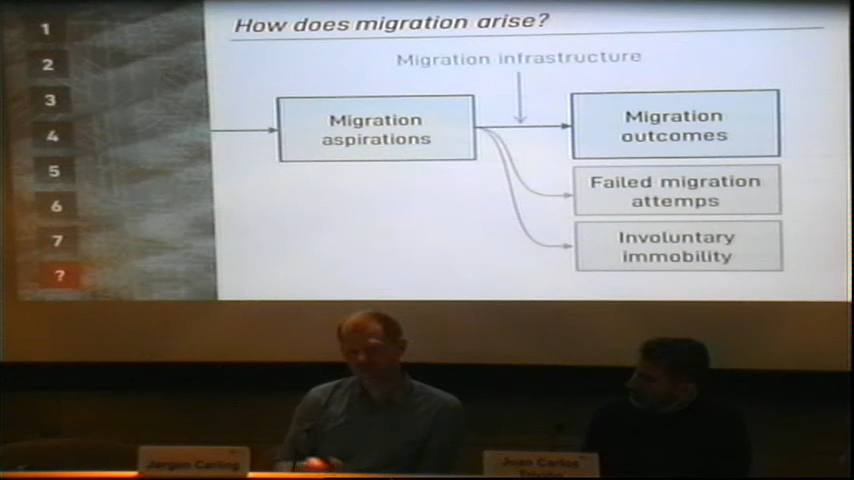 1
2
3
4
5
6
7
?
How does migration arise?
Migration infrastructure
Migration
aspirations
Migration
outcomes
Failed migration
attemps
Involuntary
immobility
Jørgen Carling
Joan Carlos